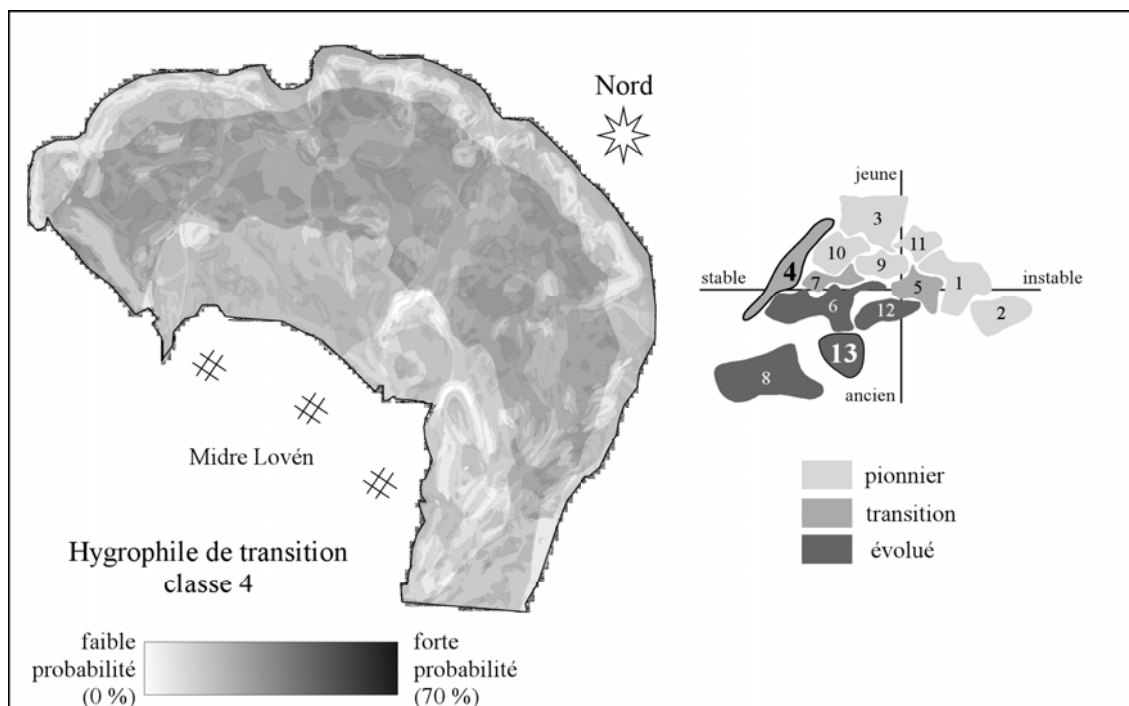 Nord
jeune
3
11
10
9
4
stable
instable
7
5
1
6
12
2
13
8
ancien
Midre Lovén
pionnier
transition
évolué
Hygrophile de transition
classe 4
faible
probabilité
(0 %)
forte
probabilité
(70 %)